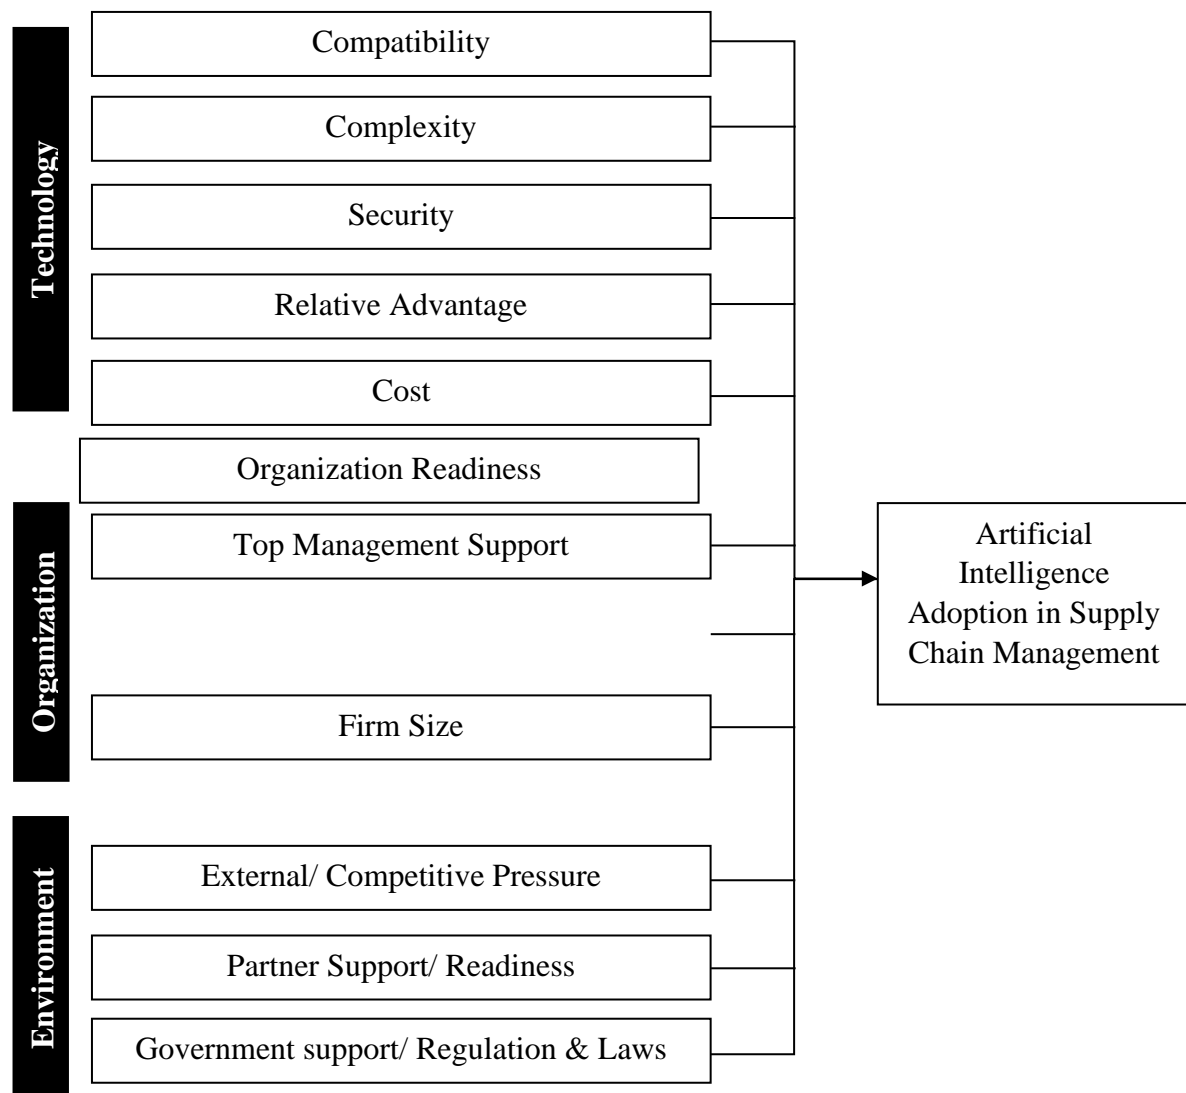 Technology
Compatibility
Complexity
Security
Relative Advantage
Cost
Organization Readiness
Organization
Top Management Support
Firm Size
Environment
External/ Competitive Pressure
Partner Support/ Readiness
Government support/ Regulation & Laws
Artificial
Intelligence
Adoption in Supply
Chain Management